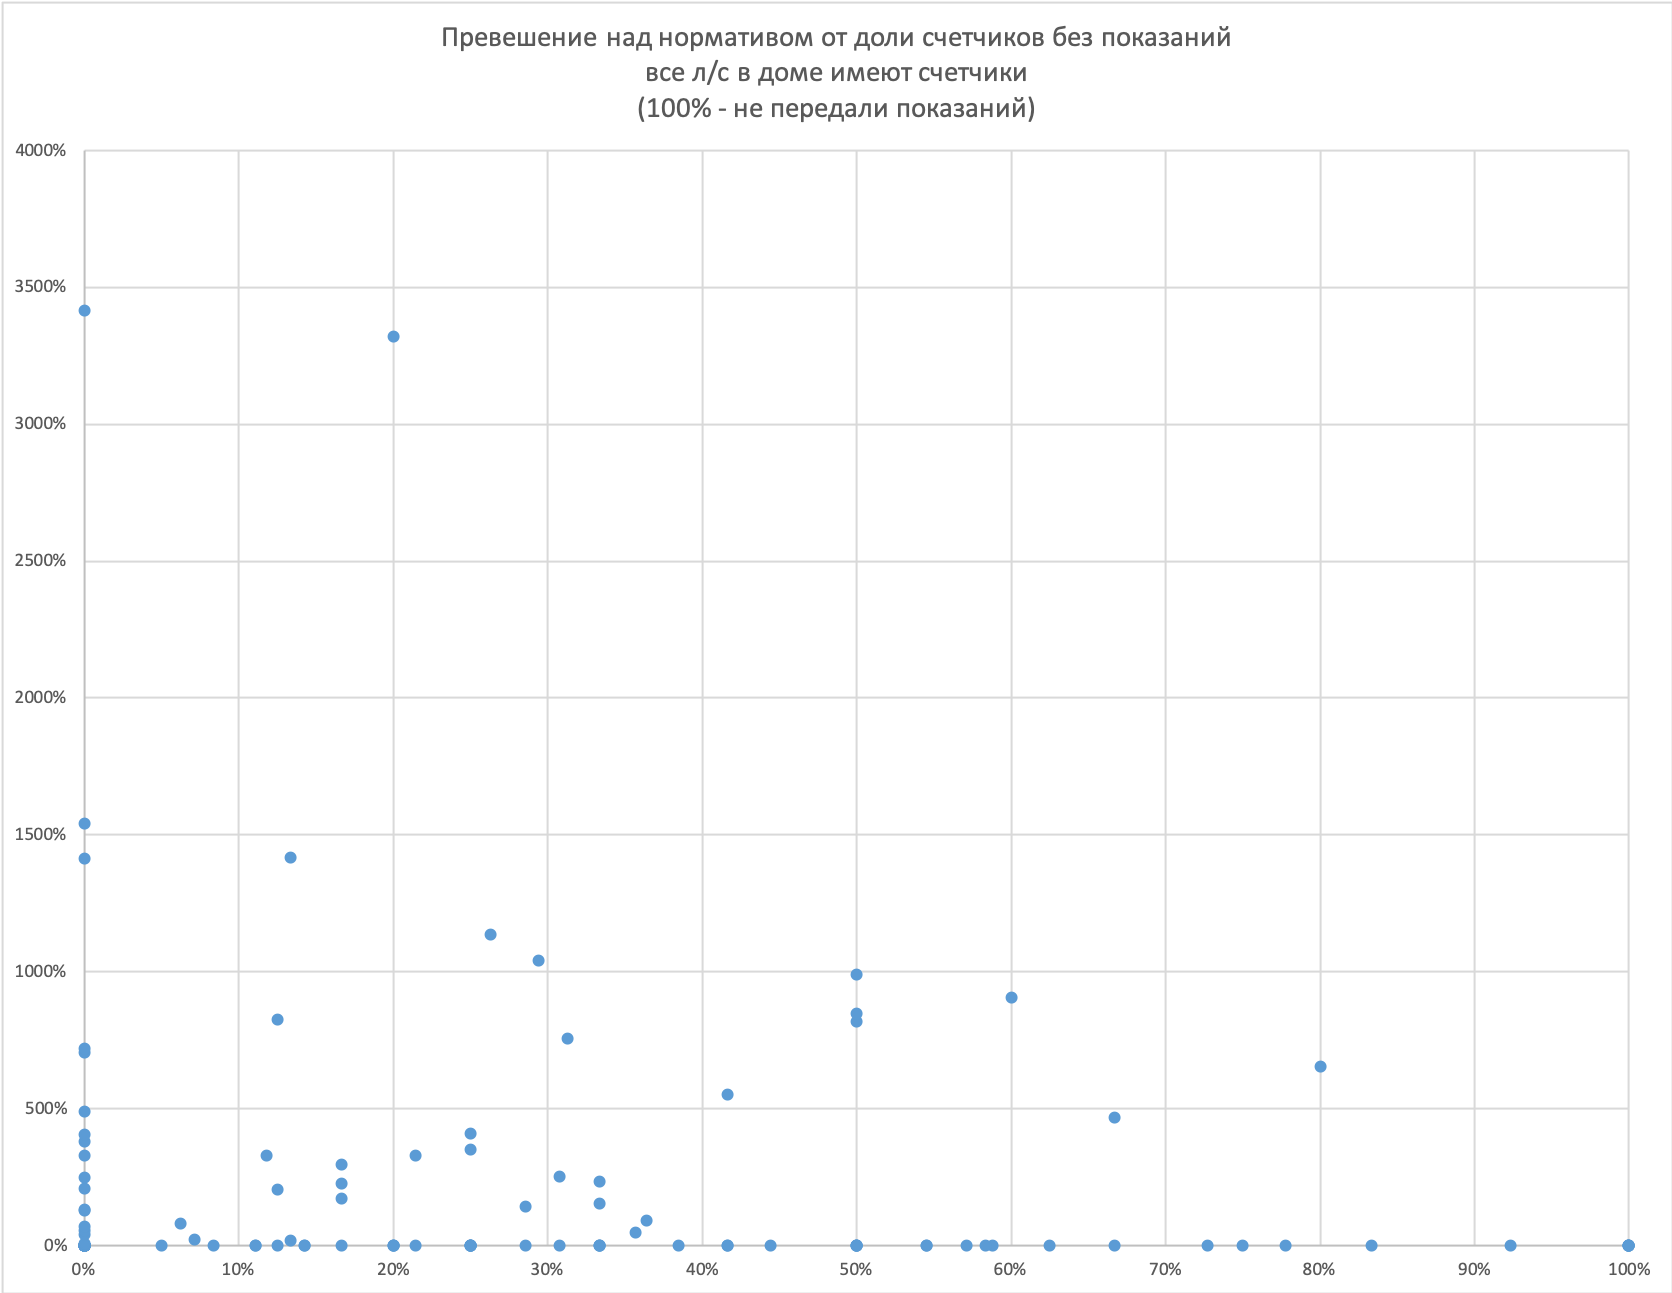 Превешение над нормативом от доли счетчиков без показаний
все л/с в доме имеют счетчики
(100% - не передали показаний)
4000%
3500%
3000%
2500%
2000%
1500%
1000%
500%
0%
0% 10% 20% 30% 40% 50% 60% 70% 80% 90% 100%